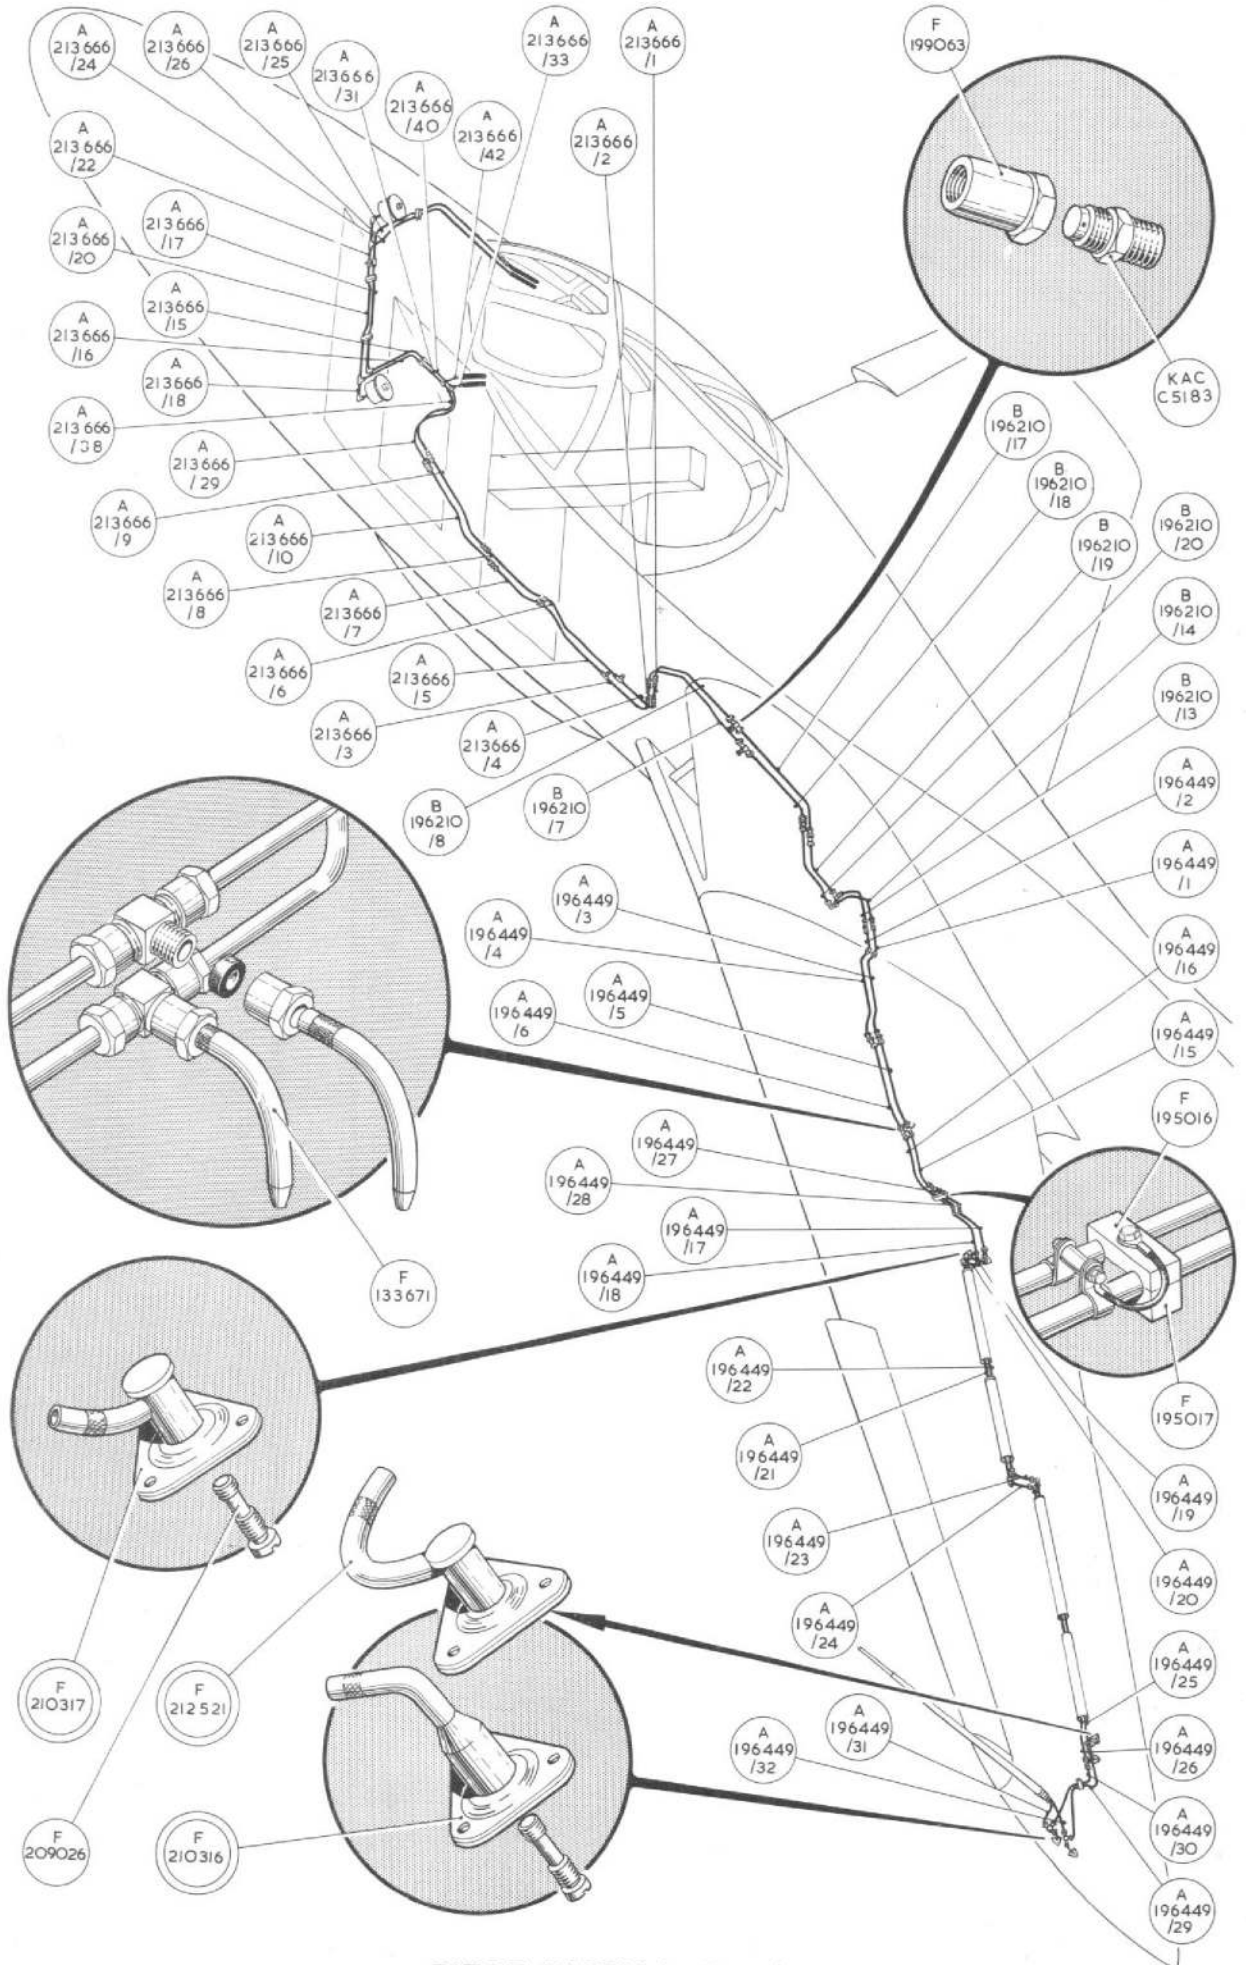 A
213666
/24
A
213666
/26
A
213666
/25
A
213666
/31
A
213666
/40
A
213666
/33
A
213666
/42
A
213666
/1
A
213666
/2
F
199063
A
213666
/22
A
213666
/17
A
213666
/20
A
213666
/15
A
213666
/16
A
213666
/18
A
213666
/38
A
213666
/29
A
213666
/9
A
213666
/10
A
213666
/8
A
213666
/7
A
213666
/6
A
213666
/5
A
213666
/3
A
213666
/4
KAC
C5183
B
196210
/17
B
196210
/18
B
196210
/19
B
196210
/20
B
196210
/14
B
196210
/13
B
196210
/8
B
196210
/7
A
196449
/2
A
196449
/1
A
196449
/3
A
196449
/4
A
196449
/16
A
196449
/5
A
196449
/6
A
196449
/15
F
195016
A
196449
/27
A
196449
/28
A
196449
/17
A
196449
/18
F
133671
A
196449
/22
F
195017
A
196449
/21
A
196449
/19
A
196449
/23
A
196449
/20
A
196449
/24
A
196449
/25
F
210317
F
212521
A
196449
/31
A
196449
/32
A
196449
/26
F
209026
F
210316
A
196449
/30
A
196449
/29